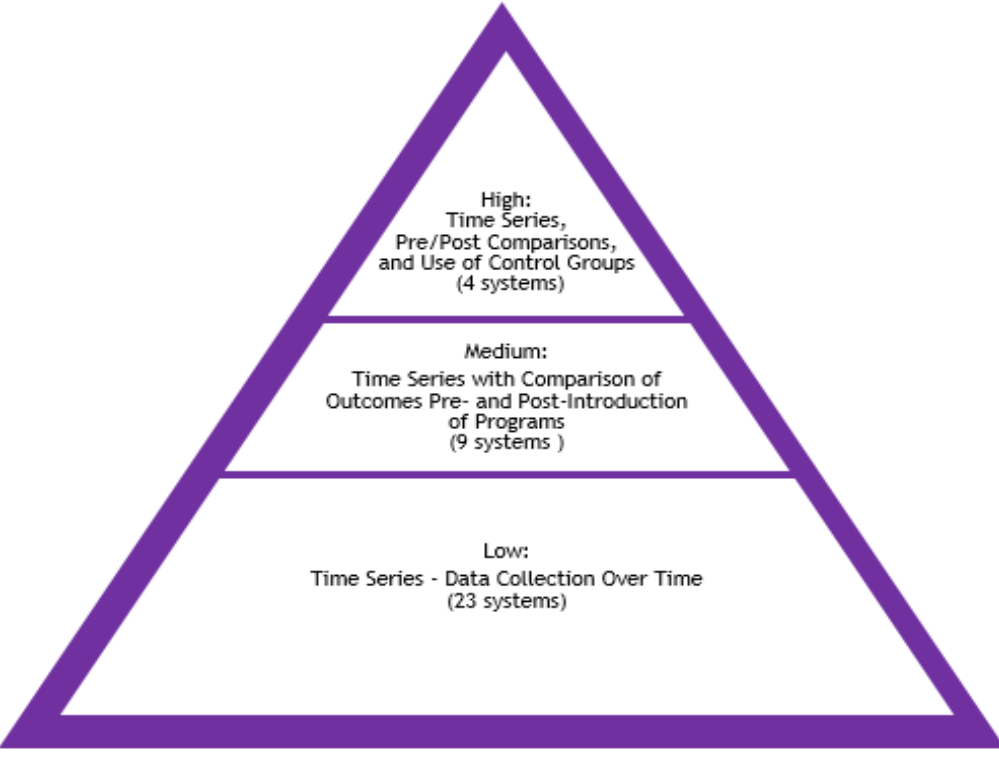 High:
Time Series,
Pre/Post Comparisons,
and Use of Control Groups
(4 systems)
Medium:
Time Series with Comparison of
Outcomes Pre- and Post-Introduction
of Programs
(9 systems )
Low:
Time Series - Data Collection Over Time
(23 systems)